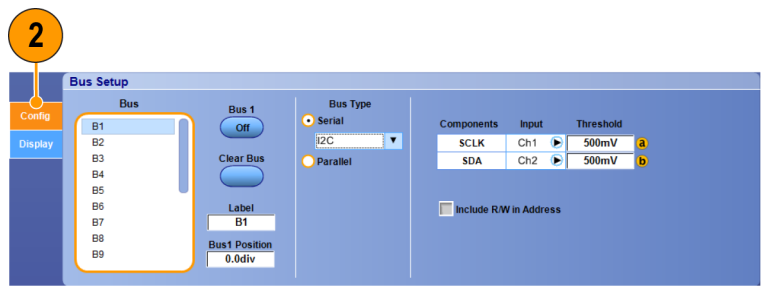 2
Bus Setup
Config
Display
Bus
B1
B2
B3
B4
B5
B6
B7
B8
B9
Bus 1
Off
Clear Bus
Label
B1
Bus1 Position
0.0div
Bus Type
Serial
I2C
Parallel
Components Input Threshold
SCLK Ch1 500mV a
SDA Ch2 500mV b
Include R/W in Address